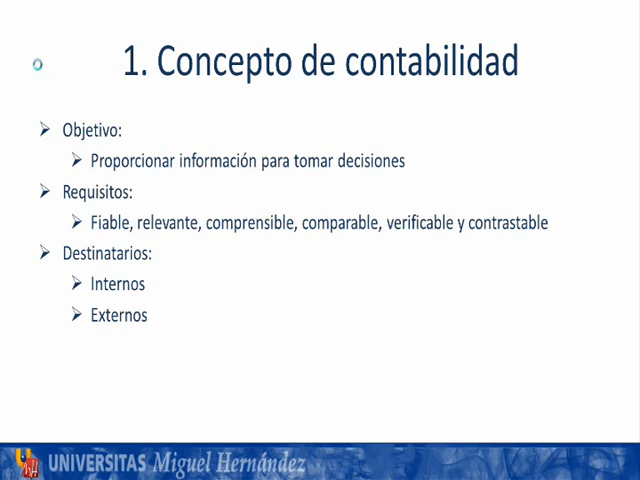 1. Concepto de contabilidad
Objetivo:
Proporcionar información para tomar decisiones
Requisitos:
Fiable, relevante, comprensible, comparable, verificable y contrastable
Destinatarios:
Internos
Externos
UNIVERSITAS Miguel Hernández